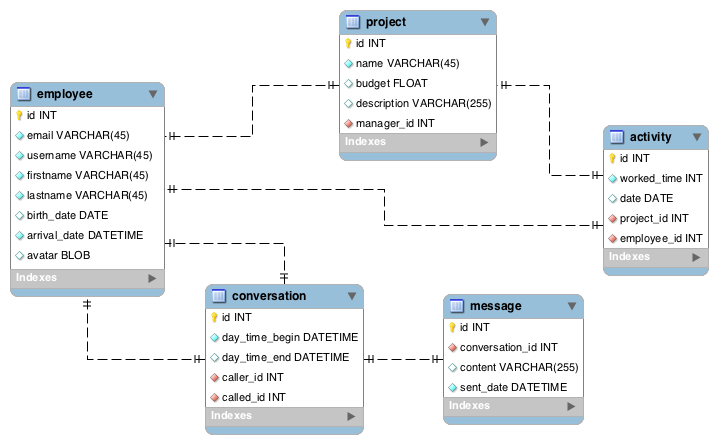 project
id INT
name VARCHAR(45)
budget FLOAT
description VARCHAR(255)
manager_id INT
Indexes
employee
id INT
email VARCHAR(45)
username VARCHAR(45)
firstname VARCHAR(45)
lastname VARCHAR(45)
birth_date DATE
arrival_date DATETIME
avatar BLOB
Indexes
activity
id INT
worked_time INT
date DATE
project_id INT
employee_id INT
Indexes
conversation
id INT
day_time_begin DATETIME
day_time_end DATETIME
caller_id INT
called_id INT
Indexes
message
id INT
conversation_id INT
content VARCHAR(255)
sent_date DATETIME
Indexes